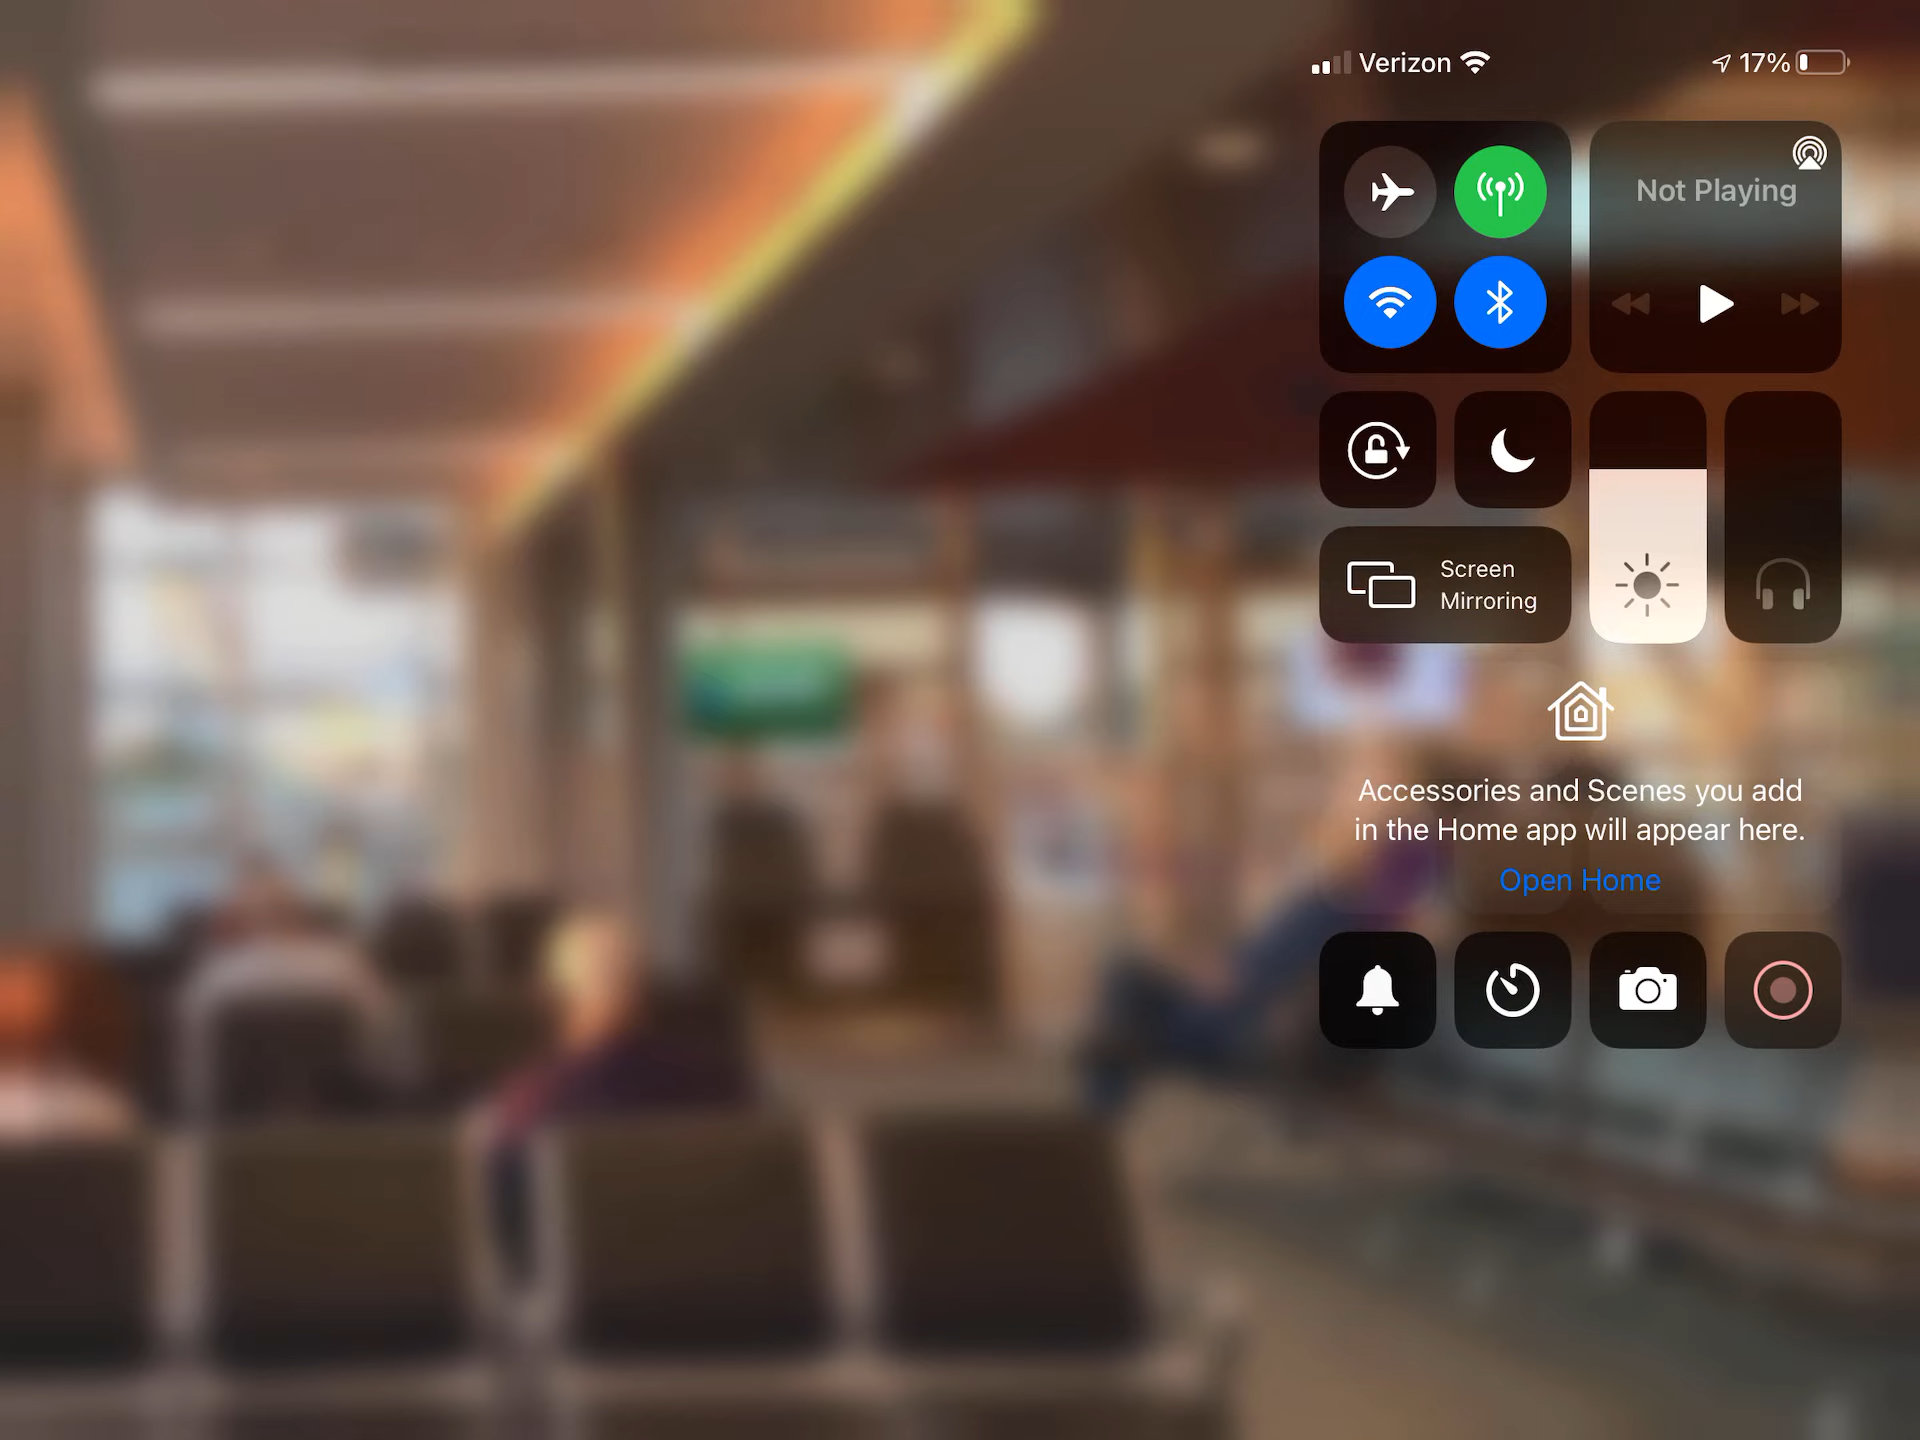 Verizon
17%
Not Playing
Screen
Mirroring
Accessories and Scenes you add
in the Home app will appear here.
Open Home